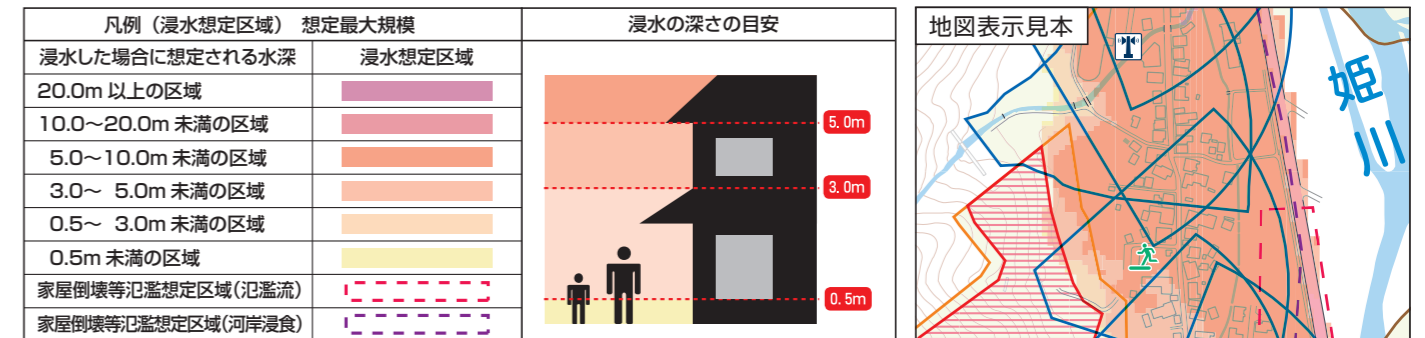 凡例（浸水想定区域） 想定最大規模
浸水した場合に想定される水深 浸水想定区域
20.0m 以上の区域
10.0～20.0m 未満の区域
5.0～10.0m 未満の区域
3.0～ 5.0m 未満の区域
0.5～ 3.0m 未満の区域
0.5m 未満の区域
家屋倒壊等氾濫想定区域（氾濫流）
家屋倒壊等氾濫想定区域（河岸浸食）
浸水の深さの目安
5.0m
3.0m
0.5m
地図表示見本
姫川